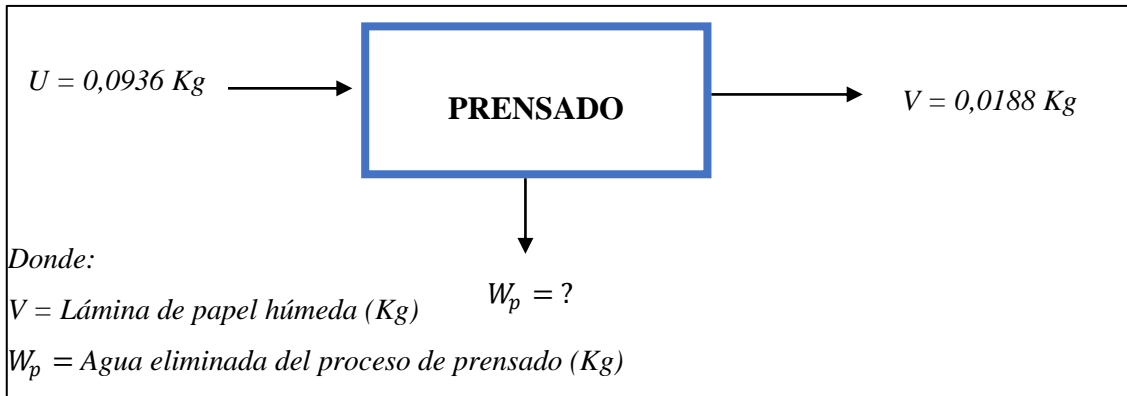 U = 0,0936 Kg
PRENSADO
V = 0,0188 Kg
Donde:
W_p = ?
V = Lámina de papel húmeda (Kg)
W_p = Agua eliminada del proceso de prensado (Kg)